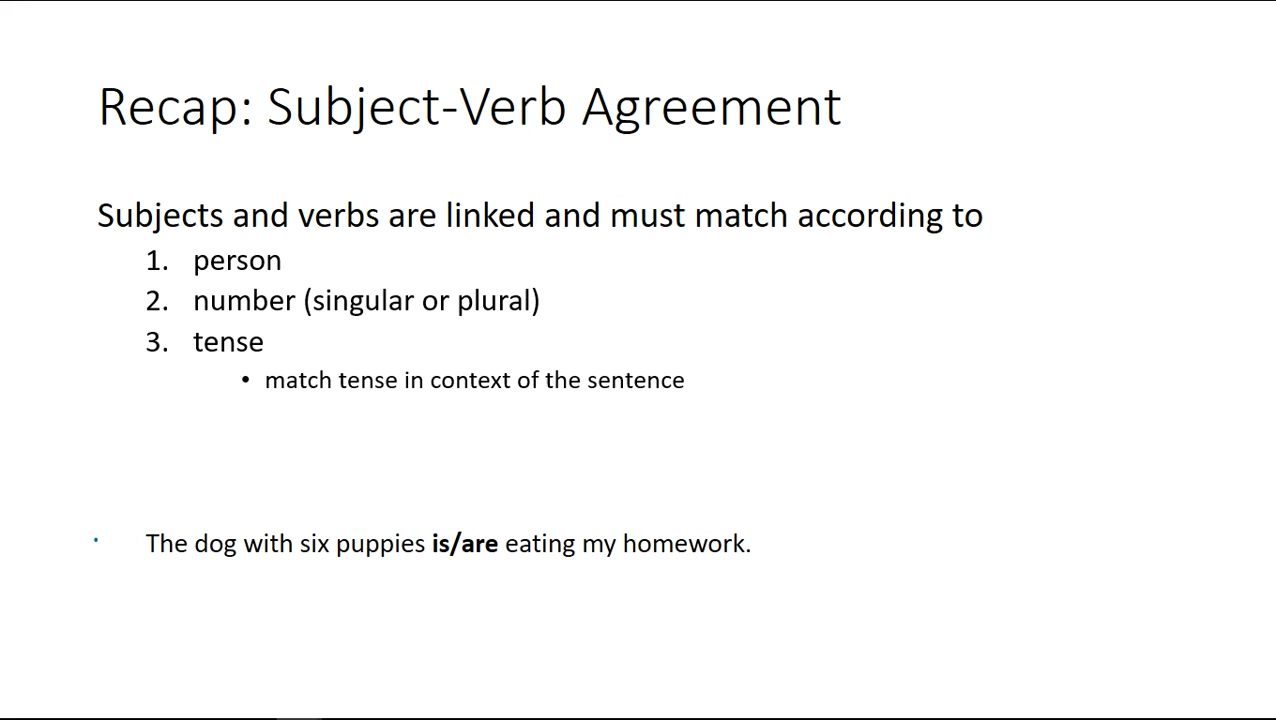 Recap: Subject-Verb Agreement
Subjects and verbs are linked and must match according to
1. person
2. number (singular or plural)
3. tense
• match tense in context of the sentence
• The dog with six puppies is/are eating my homework.